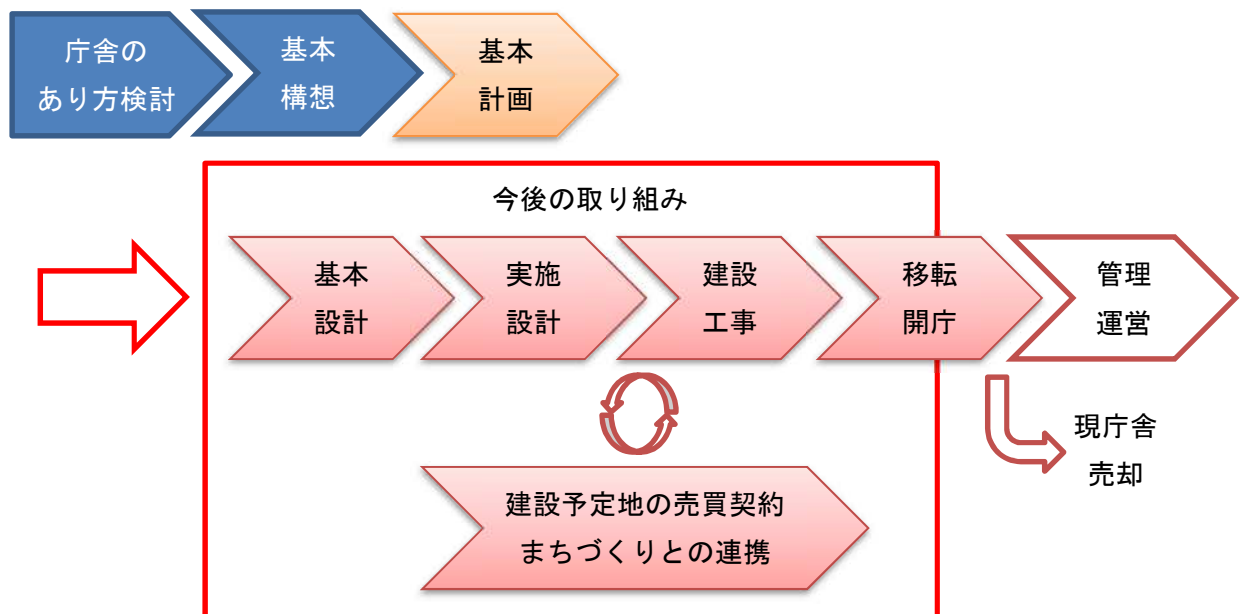 庁舎の
あり方検討
基本
構想
基本
計画
今後の取り組み
基本
設計
実施
設計
建設
工事
移転
開庁
管理
運営
現庁舎
売却
建設予定地の売買契約
まちづくりとの連携